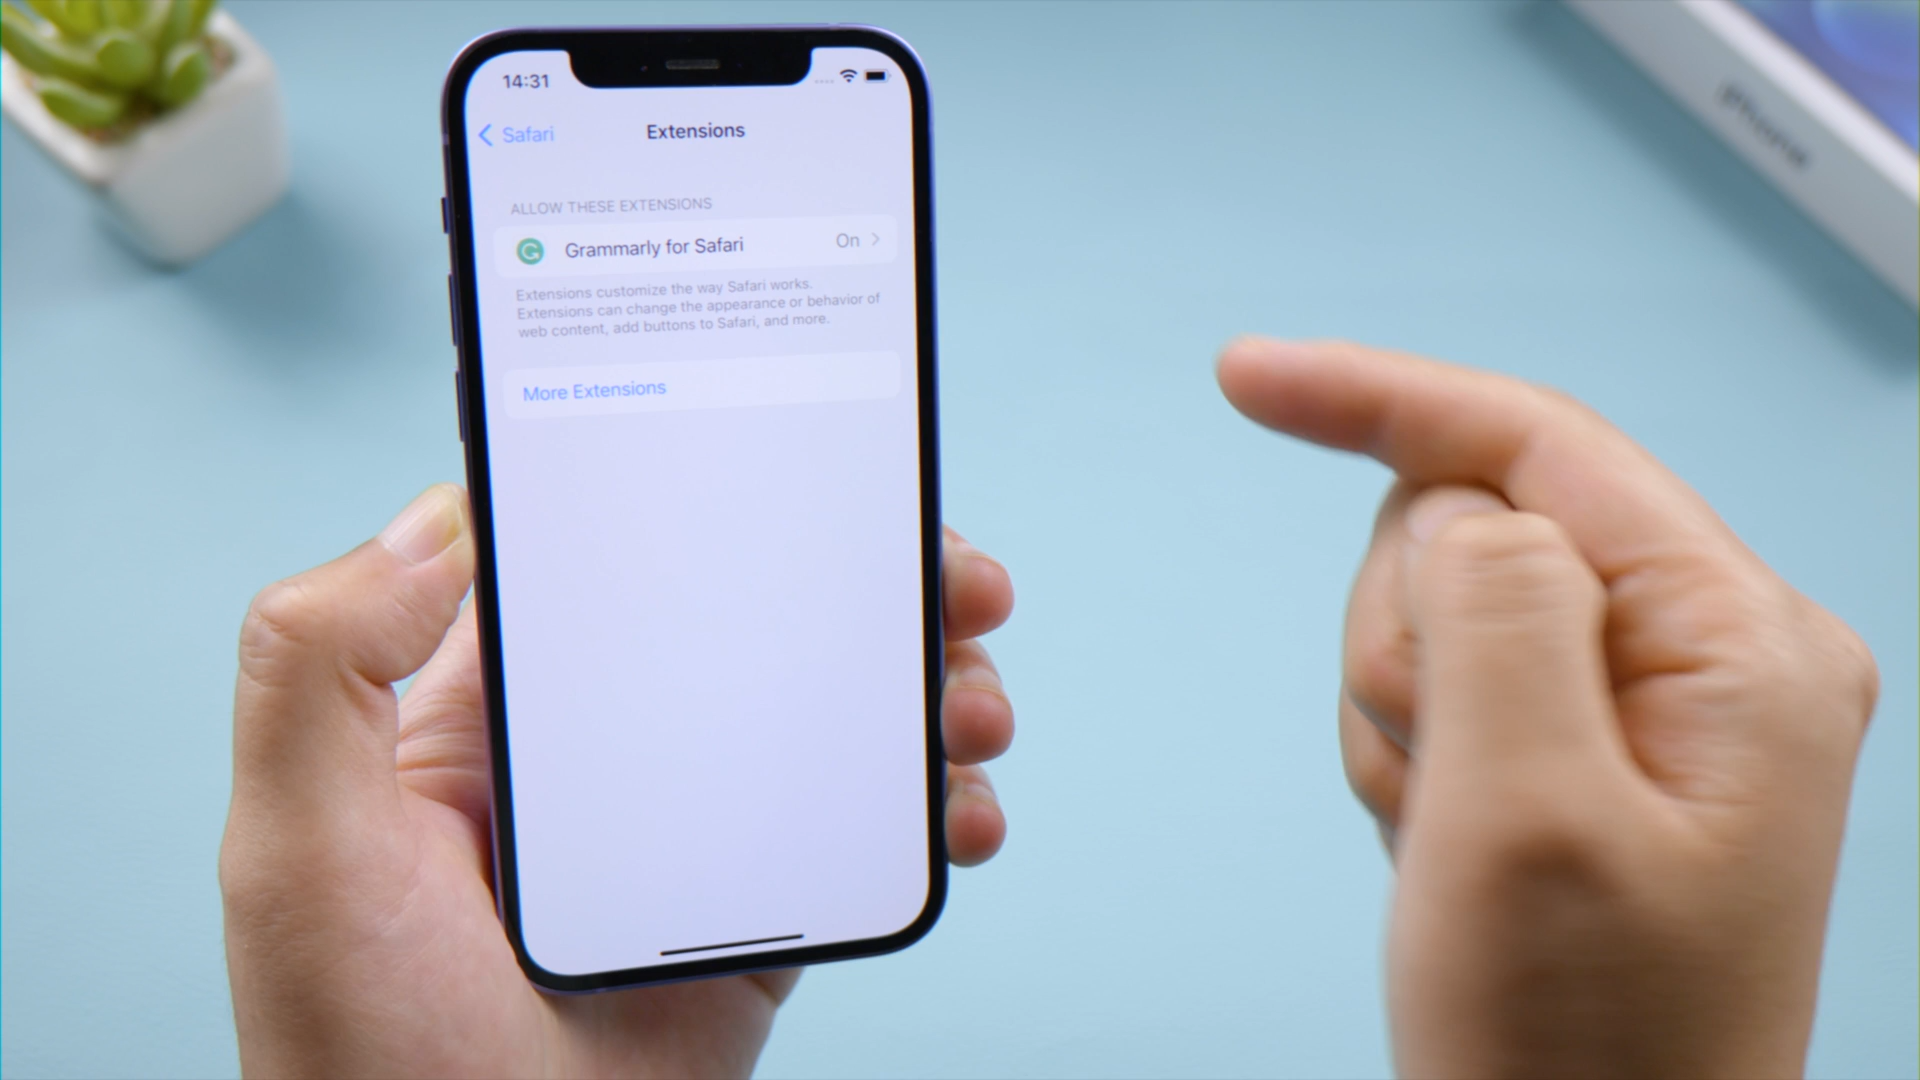 14:31
Safari
Extensions
ALLOW THESE EXTENSIONS
Grammarly for Safari
On
Extensions customize the way Safari works.
Extensions can change the appearance or behavior of
web content, add buttons to Safari, and more.
More Extensions
iPhone